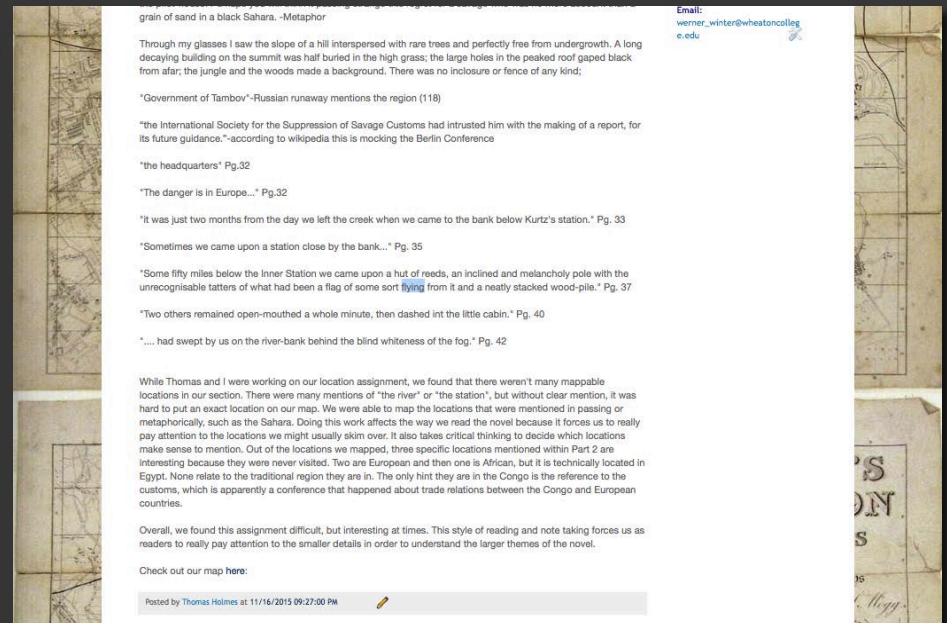 grain of sand in a black Sahara. -Metaphor
Through my glasses I saw the slope of a hill interspersed with rare trees and perfectly free from undergrowth. A long
decaying building on the summit was half buried in the high grass; the large holes in the peaked roof gaped black
from afar; the jungle and the woods made a background. There was no inclosure or fence of any kind;
"Government of Tambov"-Russian runaway mentions the region (118)
"the International Society for the Suppression of Savage Customs had intrusted him with the making of a report, for
its future guidance."-according to wikipedia this is mocking the Berlin Conference
"the headquarters" Pg.32
"The danger is in Europe..." Pg.32
"it was just two months from the day we left the creek when we came to the bank below Kurtz's station." Pg. 33
"Sometimes we came upon a station close by the bank..." Pg. 35
"Some fifty miles below the Inner Station we came upon a hut of reeds, an inclined and melancholy pole with the
unrecognisable tatters of what had been a flag of some sort flying from it and a neatly stacked wood-pile." Pg. 37
"Two others remained open-mouthed a whole minute, then dashed int the little cabin." Pg. 40
".... had swept by us on the river-bank behind the blind whiteness of the fog." Pg. 42
While Thomas and I were working on our location assignment, we found that there weren't many mappable
locations in our section. There were many mentions of "the river" or "the station", but without clear mention, it was
hard to put an exact location on our map. We were able to map the locations that were mentioned in passing or
metaphorically, such as the Sahara. Doing this work affects the way we read the novel because it forces us to really
pay attention to the locations we might usually skim over. It also takes critical thinking to decide which locations
make sense to mention. Out of the locations we mapped, three specific locations mentioned within Part 2 are
interesting because they were never visited. Two are European and then one is African, but it is technically located in
Egypt. None relate to the traditional region they are in. The only hint they are in the Congo is the reference to the
customs, which is apparently a conference that happened about trade relations between the Congo and European
countries.
Overall, we found this assignment difficult, but interesting at times. This style of reading and note taking forces us as
readers to really pay attention to the smaller details in order to understand the larger themes of the novel.
Check out our map here:
Posted by Thomas Holmes at 11/16/2015 09:27:00 PM
Email:
werner_winter@wheatoncolleg
e.edu
'S
ON
S
Mogg.